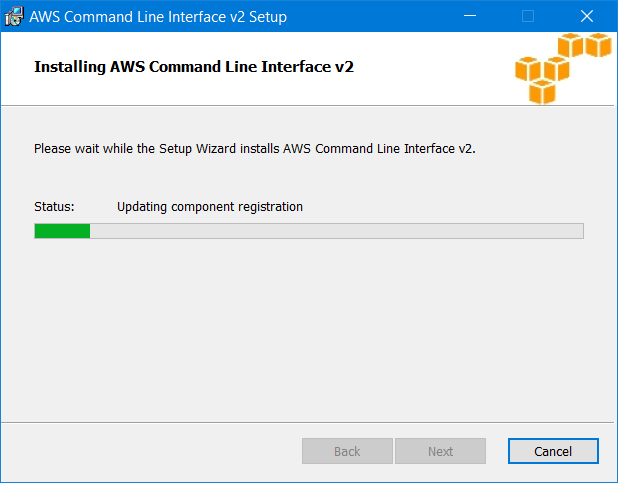 AWS Command Line Interface v2 Setup
Installing AWS Command Line Interface v2
Please wait while the Setup Wizard installs AWS Command Line Interface v2.
Status: Updating component registration
Back Next Cancel